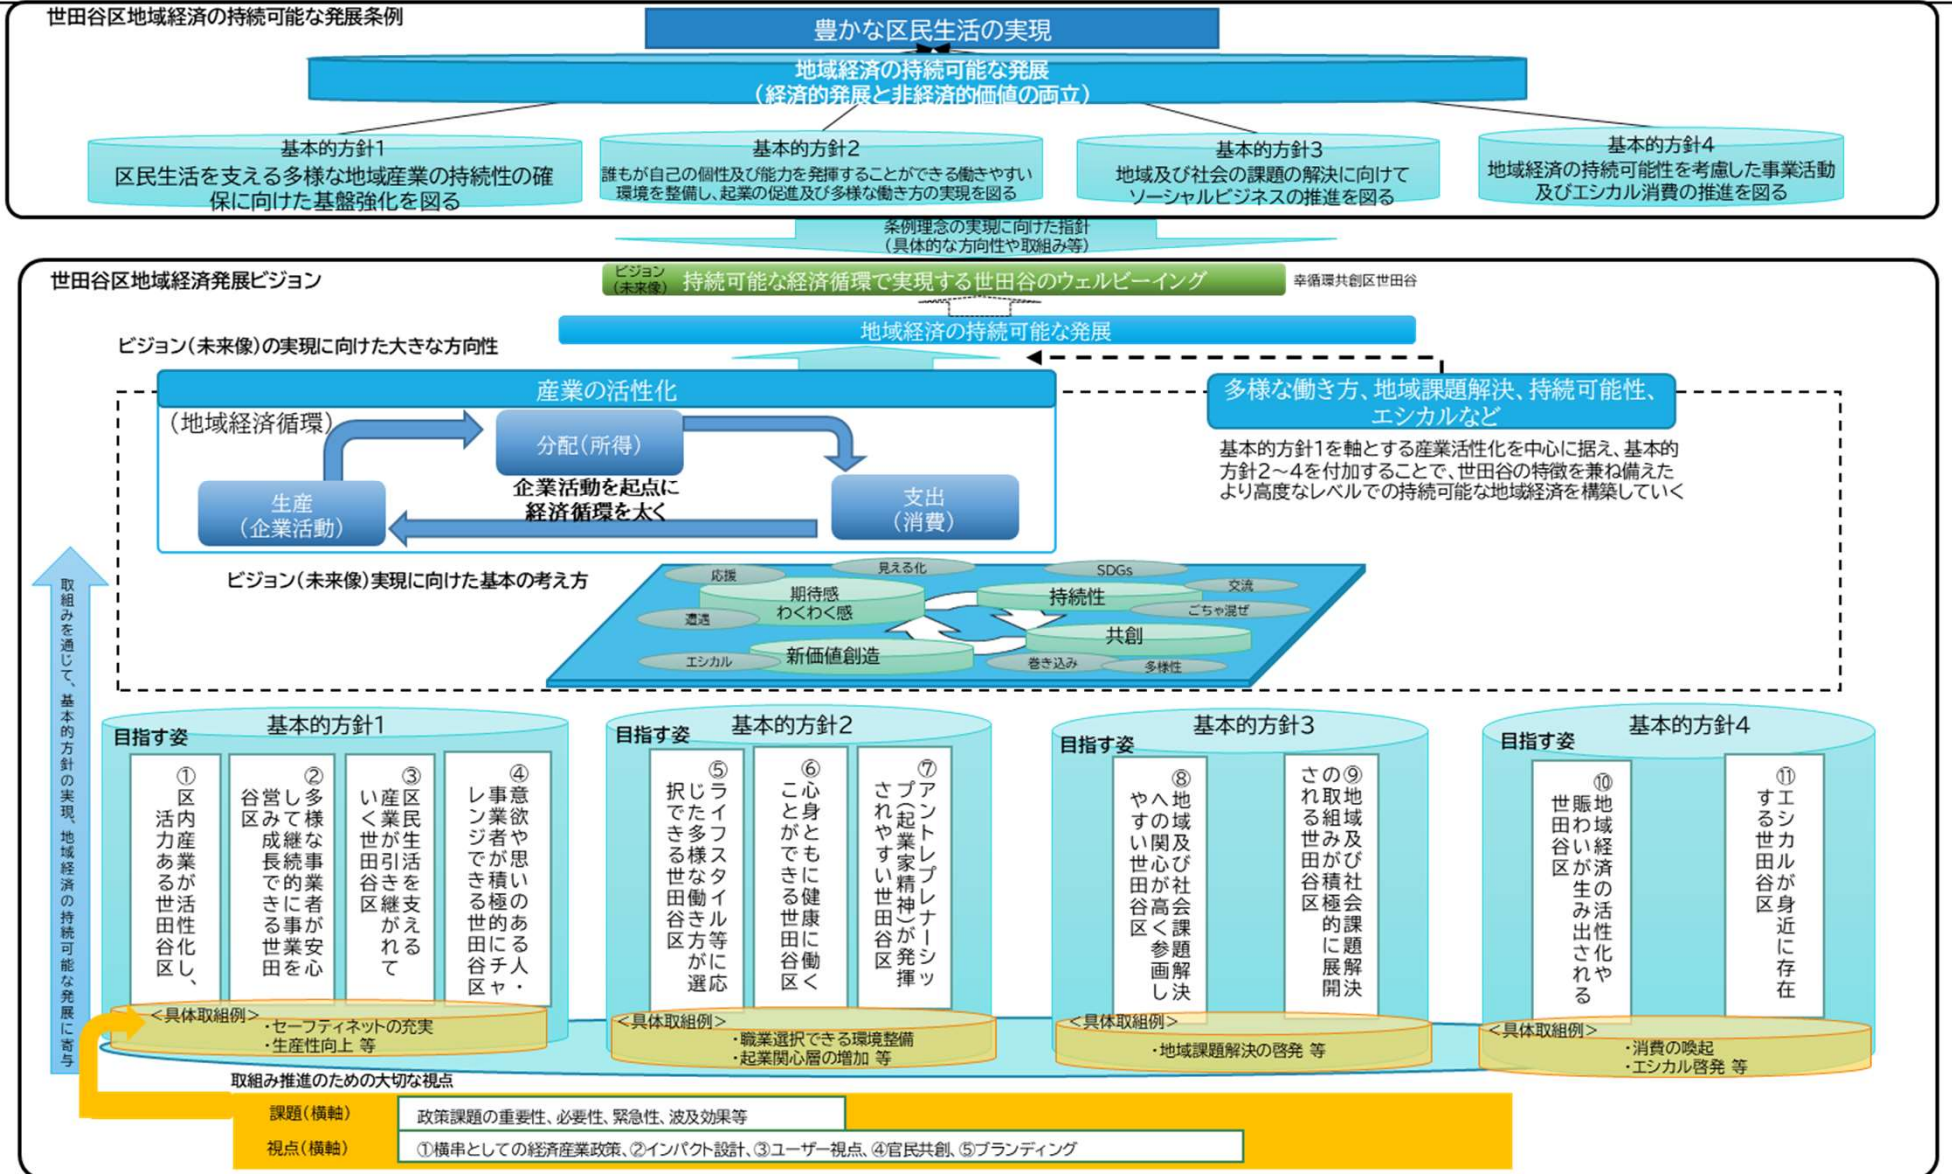 世田谷区地域経済の持続可能な発展条例
豊かな区民生活の実現
地域経済の持続可能な発展
（経済的発展と非経済的価値の両立）
基本的方針1
区民生活を支える多様な地域産業の持続性の確
保に向けた基盤強化を図る
基本的方針2
誰もが自己の個性及び能力を発揮することができる働きやすい
環境を整備し、起業の促進及び多様な働き方の実現を図る
基本的方針3
地域及び社会の課題の解決に向けて
ソーシャルビジネスの推進を図る
基本的方針4
地域経済の持続可能性を考慮した事業活動
及びエシカル消費の推進を図る
条例理念の実現に向けた指針
（具体的な方向性や取組み等）
世田谷区地域経済発展ビジョン
ビジョン
（未来像）
持続可能な経済循環で実現する世田谷のウェルビーイング
幸循環共創区世田谷
地域経済の持続可能な発展
ビジョン（未来像）の実現に向けた大きな方向性
産業の活性化
（地域経済循環）
分配（所得）
生産
（企業活動）
企業活動を起点に
経済循環を太く
支出
（消費）
多様な働き方、地域課題解決、持続可能性、
エシカルなど
基本的方針1を軸とする産業活性化を中心に据え、基本的
方針2～4を付加することで、世田谷の特徴を兼ね備えた
より高度なレベルでの持続可能な地域経済を構築していく
ビジョン（未来像）実現に向けた基本の考え方
応援
見える化
SDGs
交流
期待感
わくわく感
持続性
ごちゃ混ぜ
遭遇
共創
新価値創造
エシカル
巻き込み
多様性
取組みを通じて、基本的方針の実現、地域経済の持続可能な発展に寄与
基本的方針1
目指す姿
①区内産業が活性化し、
活力ある世田谷区
②多様な事業者が安心
して継続的に事業を
営み成長できる世田
谷区
③区民生活を支える
産業が引き継がれて
いく世田谷区
④意欲や思いのある人・
事業者が積極的にチャ
レンジできる世田谷区
＜具体取組例＞
・セーフティネットの充実
・生産性向上 等
基本的方針2
目指す姿
⑤ライフスタイル等に応
じた多様な働き方が選
択できる世田谷区
⑥心身ともに健康に働く
ことができる世田谷区
⑦アントレプレナーシッ
プ（起業家精神）が発揮
されやすい世田谷区
＜具体取組例＞
・職業選択できる環境整備
・起業関心層の増加 等
基本的方針3
目指す姿
⑧地域及び社会課題解決
への関心が高く参画し
やすい世田谷区
⑨地域及び社会課題解決
の取組みが積極的に展開
される世田谷区
＜具体取組例＞
・地域課題解決の啓発 等
基本的方針4
目指す姿
⑩地域経済の活性化や
賑わいが生み出される
世田谷区
⑪エシカルが身近に存在
する世田谷区
＜具体取組例＞
・消費の喚起
・エシカル啓発 等
取組み推進のための大切な視点
課題（横軸）
政策課題の重要性、必要性、緊急性、波及効果等
視点（横軸）
①横串としての経済産業政策、②インパクト設計、③ユーザー視点、④官民共創、⑤ブランディング